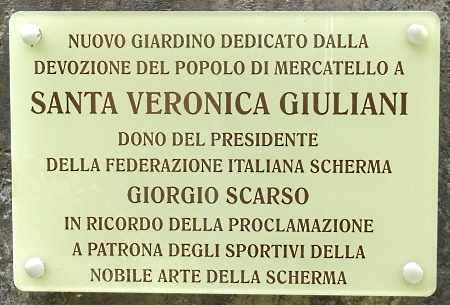 NUOVO GIARDINO DEDICATO DALLA
DEVOZIONE DEL POPOLO DI MERCATELLO A
SANTA VERONICA GIULIANI
DONO DEL PRESIDENTE
DELLA FEDERAZIONE ITALIANA SCHERMA
GIORGIO SCARSO
IN RICORDO DELLA PROCLAMAZIONE
A PATRONA DEGLI SPORTIVI DELLA
NOBILE ARTE DELLA SCHERMA